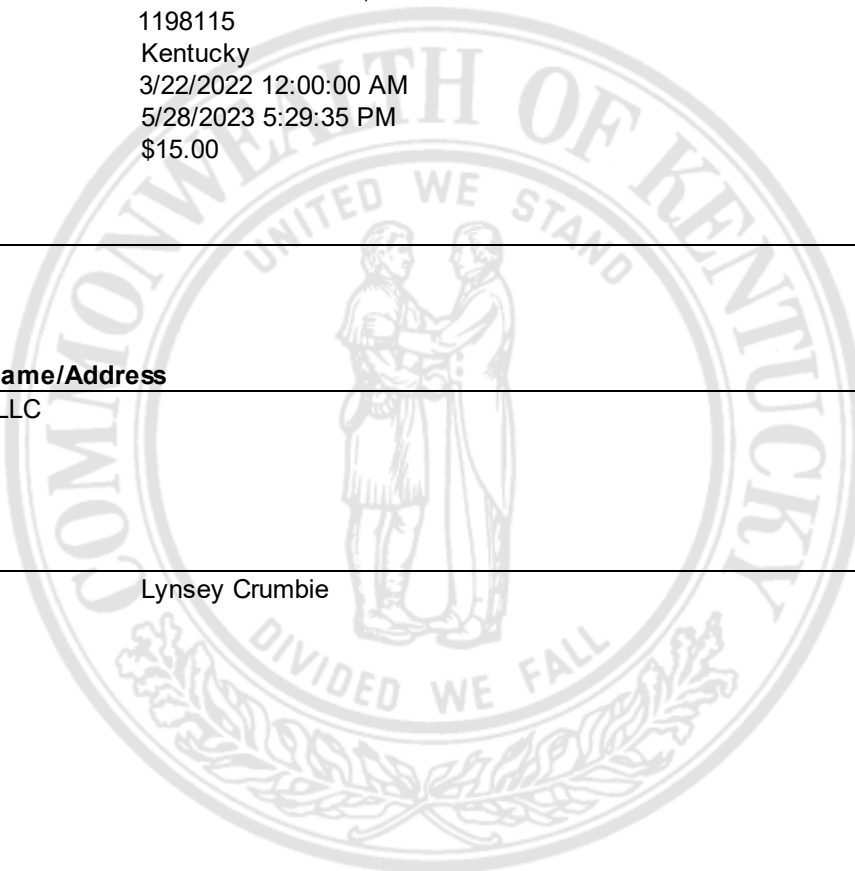 1198115
Kentucky
3/22/2022 12:00:00 AM
5/28/2023 5:29:35 PM
$15.00
COMMONWEALTH OF KENTUCKY
UNITED WE STAND
ame/Address
LLC
Lynsey Crumbie
DIVIDED WE FALL